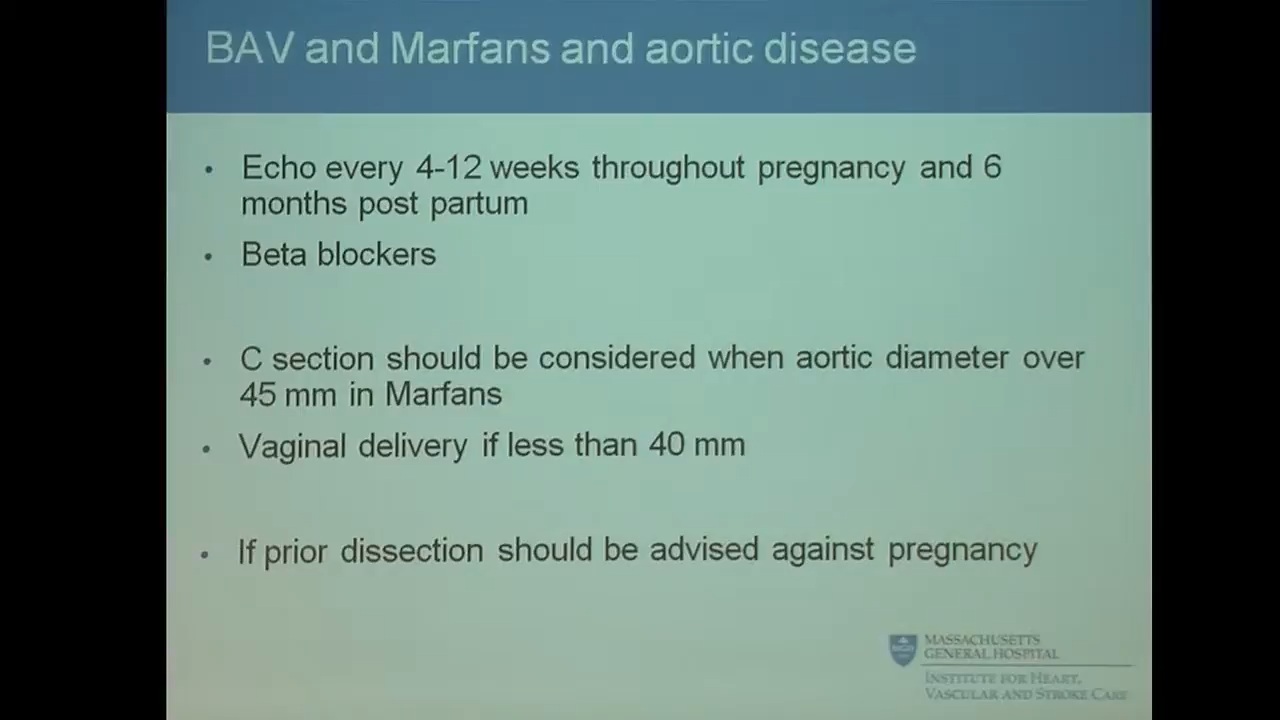 BAV and Marfans and aortic disease
• Echo every 4-12 weeks throughout pregnancy and 6
months post partum
• Beta blockers
• C section should be considered when aortic diameter over
45 mm in Marfans
• Vaginal delivery if less than 40 mm
• If prior dissection should be advised against pregnancy
MASSACHUSETTS
GENERAL HOSPITAL
INSTITUTE FOR HEART,
VASCULAR AND STROKE CARE